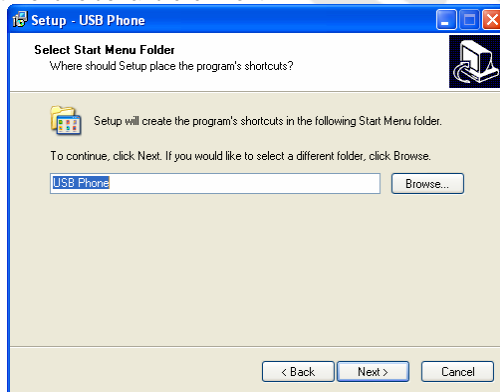 Setup - USB Phone
Select Start Menu Folder
Where should Setup place the program's shortcuts?
Setup will create the program's shortcuts in the following Start Menu folder.
To continue, click Next. If you would like to select a different folder, click Browse.
USB Phone
Browse...
< Back
Next >
Cancel